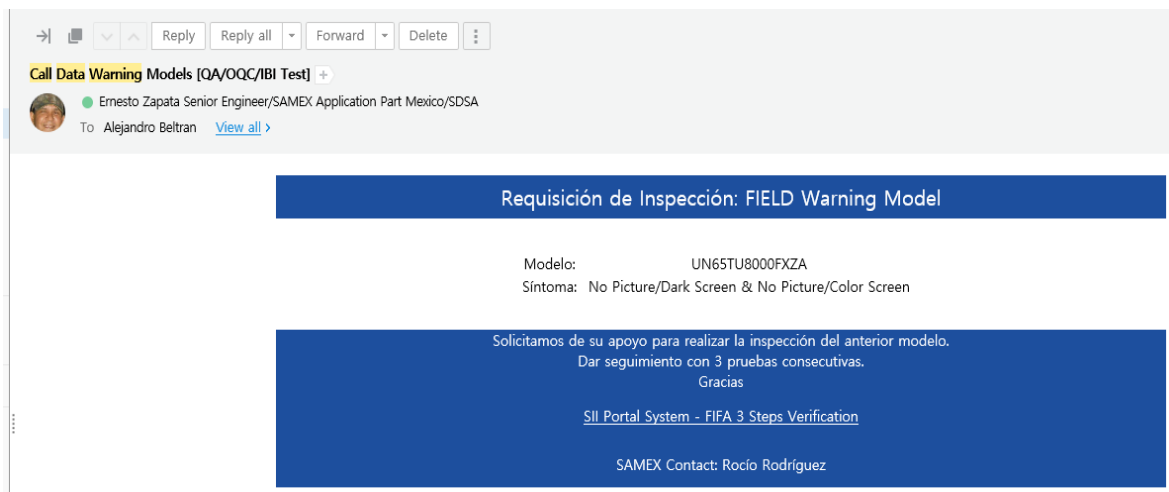 Reply
Reply all
Forward
Delete
Call Data Warning Models [QA/OQC/IBI Test] +
Ernesto Zapata Senior Engineer/SAMEX Application Part Mexico/SDSA
To Alejandro Beltran View all >
Requisición de Inspección: FIELD Warning Model
Modelo: UN65TU8000FXZA
Síntoma: No Picture/Dark Screen & No Picture/Color Screen
Solicitamos de su apoyo para realizar la inspección del anterior modelo.
Dar seguimiento con 3 pruebas consecutivas.
Gracias
SII Portal System - FIFA 3 Steps Verification
SAMEX Contact: Rocío Rodríguez